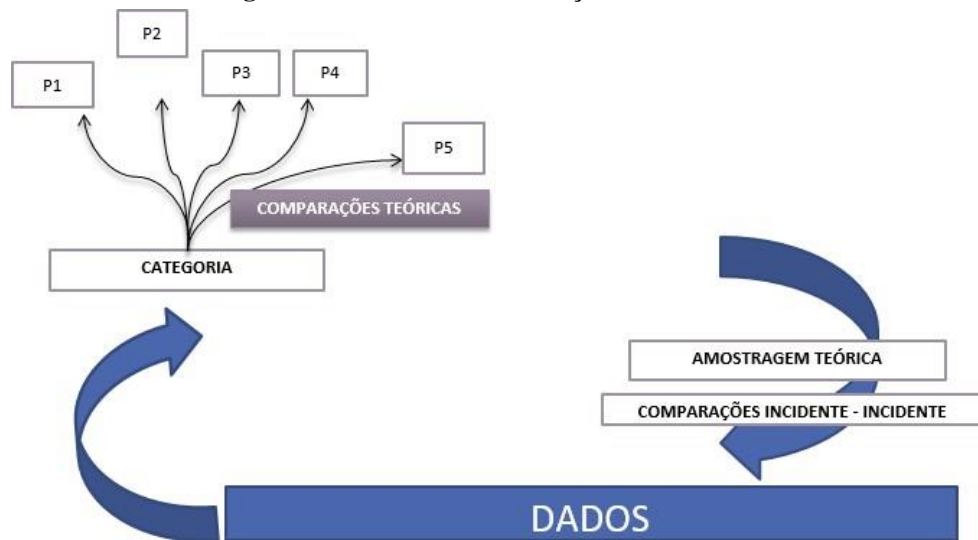 P2
P1
P3
P4
P5
COMPARAÇÕES TEÓRICAS
CATEGORIA
AMOSTRAGEM TEÓRICA
COMPARAÇÕES INCIDENTE - INCIDENTE
DADOS